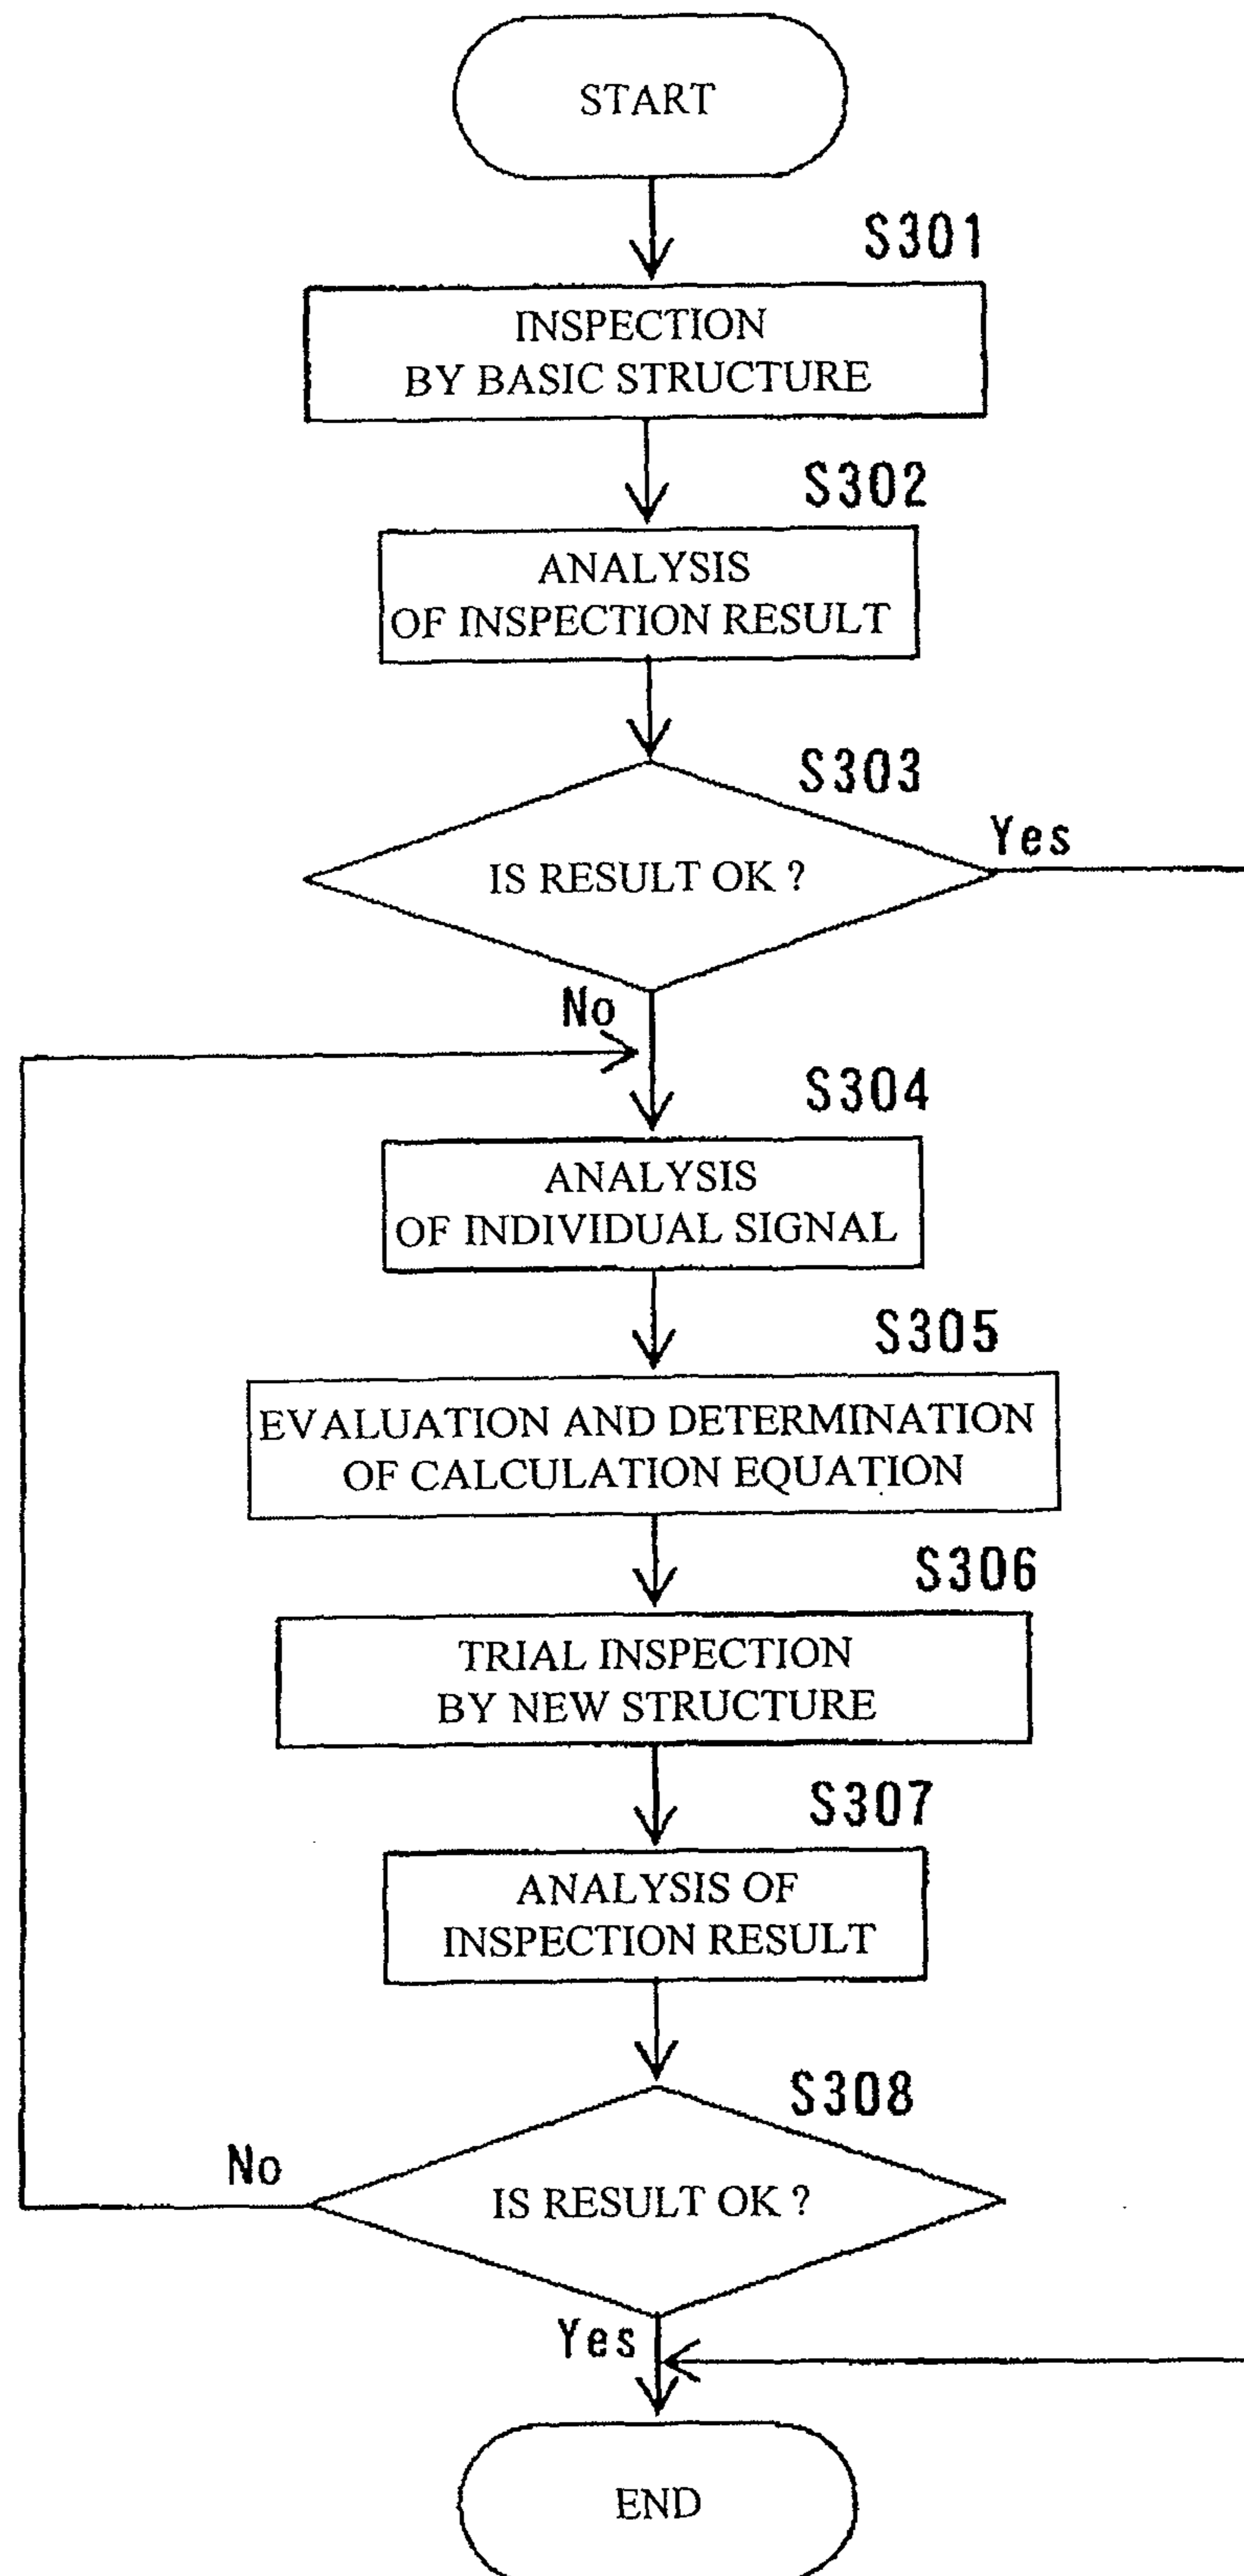 START
S301
INSPECTION
BY BASIC STRUCTURE
S302
ANALYSIS
OF INSPECTION RESULT
S303
IS RESULT OK ?
Yes
No
S304
ANALYSIS
OF INDIVIDUAL SIGNAL
S305
EVALUATION AND DETERMINATION
OF CALCULATION EQUATION
S306
TRIAL INSPECTION
BY NEW STRUCTURE
S307
ANALYSIS OF
INSPECTION RESULT
S308
No
IS RESULT OK ?
Yes
END